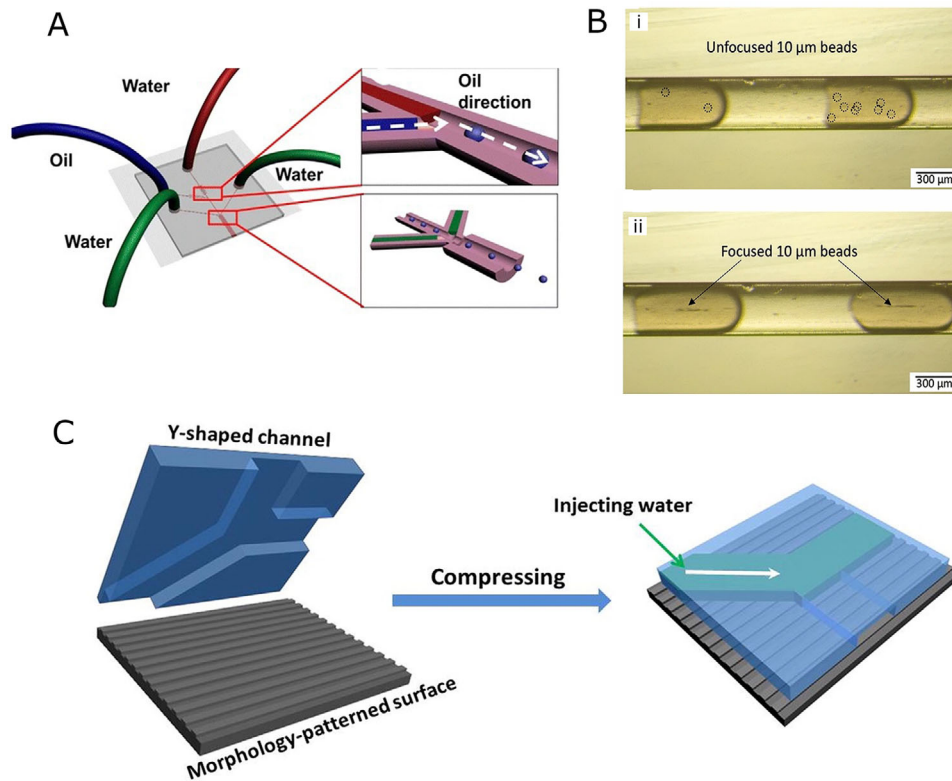 A
Water
Oil
Water
Water
Oil
direction
B
i
Unfocused 10 µm beads
300 µm
ii
Focused 10 µm beads
300 µm
C
Y-shaped channel
Morphology-patterned surface
Compressing
Injecting water